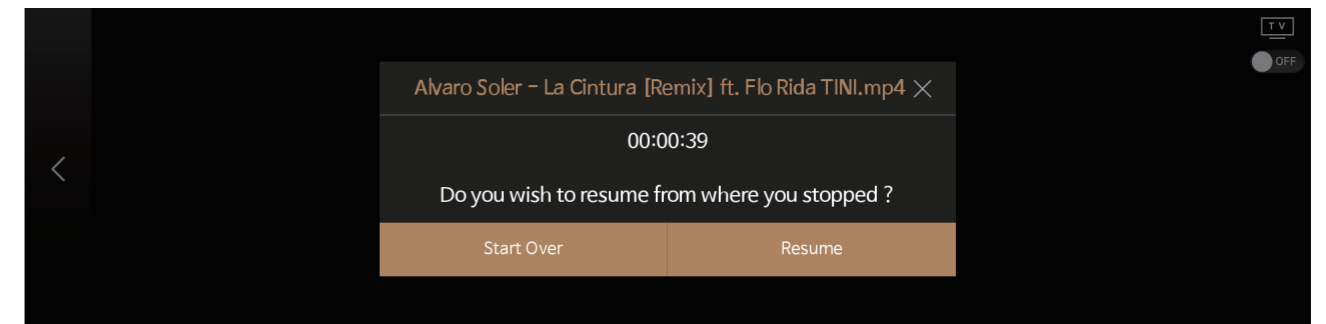 TV
OFF
Alvaro Soler - La Cintura [Remix] ft. Flo Rida TINI.mp4
00:00:39
Do you wish to resume from where you stopped ?
Start Over
Resume